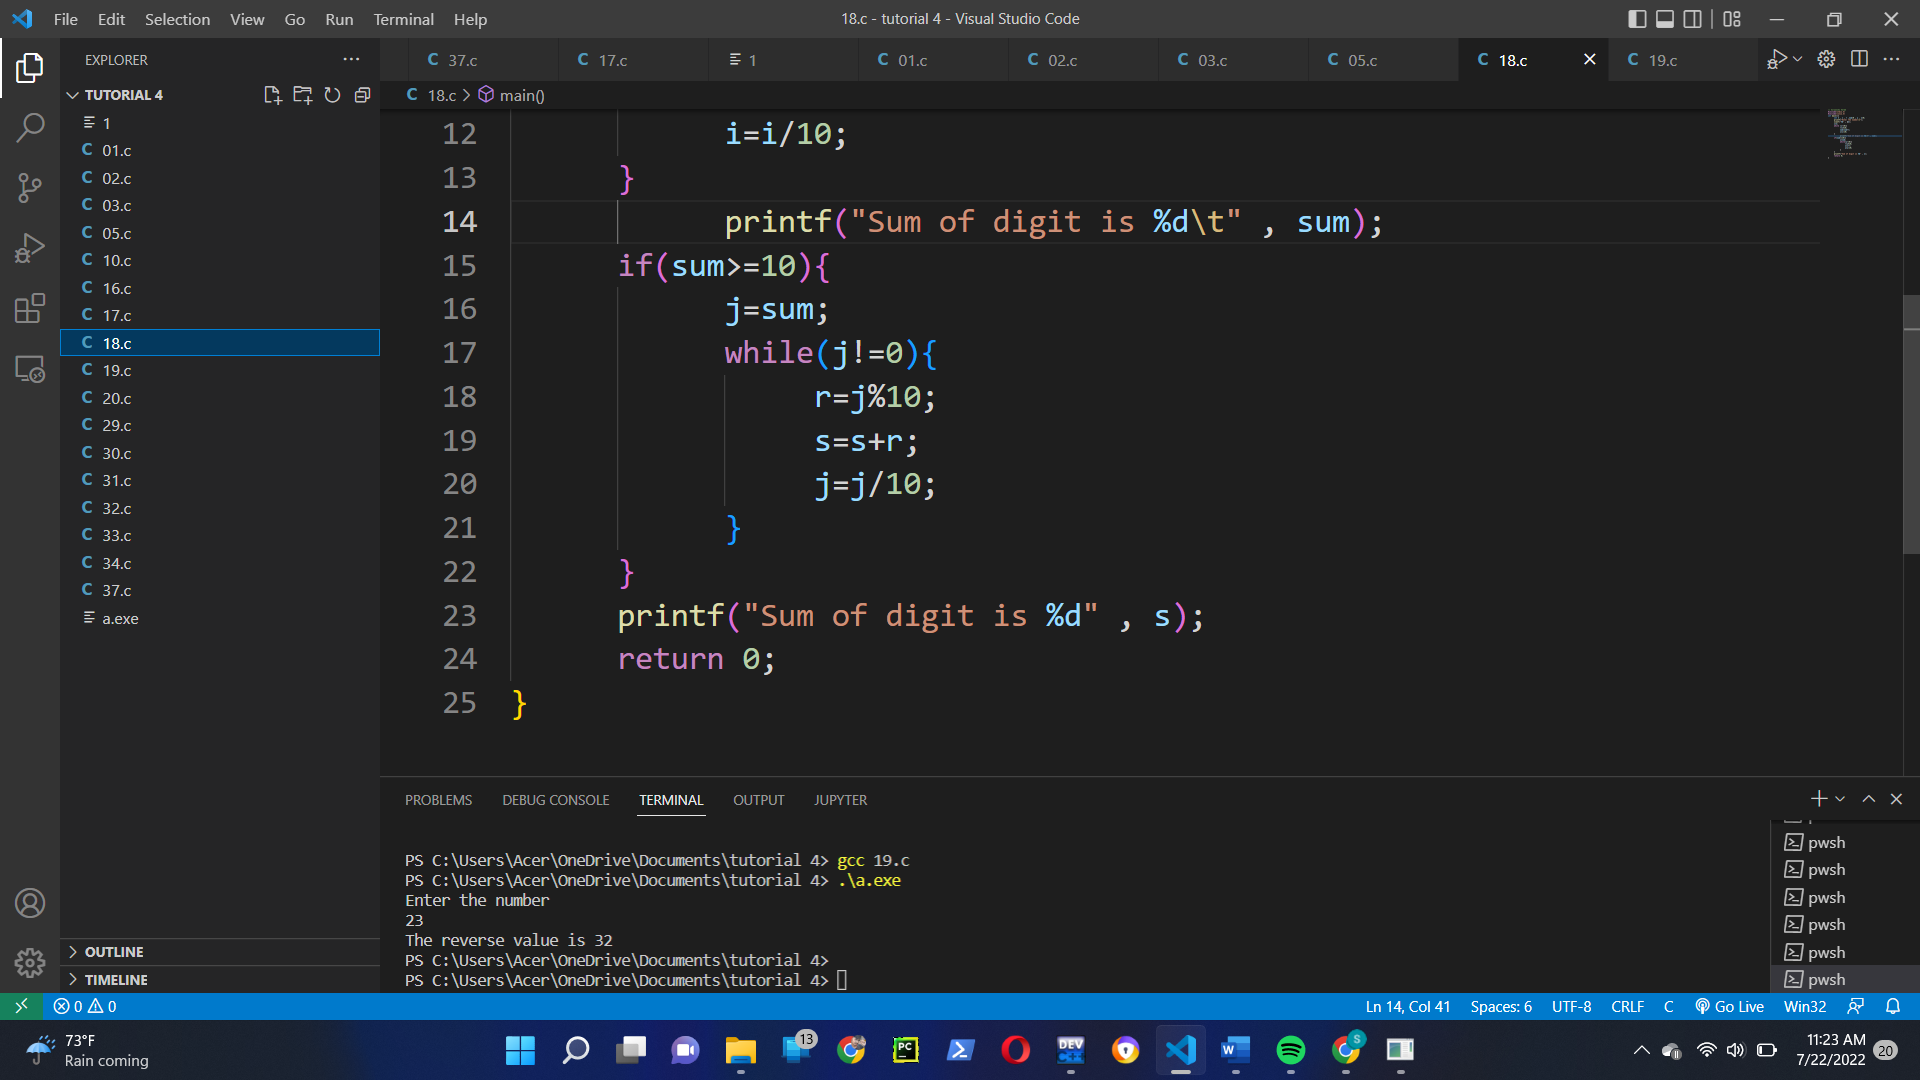 File Edit Selection View Go Run Terminal Help
18.c - tutorial 4 - Visual Studio Code
EXPLORER
TUTORIAL 4
1
C 01.c
C 02.c
C 03.c
C 05.c
C 10.c
C 16.c
C 17.c
C 18.c
C 19.c
C 20.c
C 29.c
C 30.c
C 31.c
C 32.c
C 33.c
C 34.c
C 37.c
a.exe
OUTLINE
TIMELINE
C 37.c C 17.c 1 C 01.c C 02.c C 03.c C 05.c C 18.c C 19.c
C 18.c > main()
12 i=i/10;
13 }
14 printf("Sum of digit is %d\t" , sum);
15 if(sum>=10){
16 j=sum;
17 while(j!=0){
18 r=j%10;
19 s=s+r;
20 j=j/10;
21 }
22 }
23 printf("Sum of digit is %d" , s);
24 return 0;
25 }
PROBLEMS DEBUG CONSOLE TERMINAL OUTPUT JUPYTER
PS C:\Users\Acer\OneDrive\Documents\tutorial 4> gcc 19.c
PS C:\Users\Acer\OneDrive\Documents\tutorial 4> .\a.exe
Enter the number
23
The reverse value is 32
PS C:\Users\Acer\OneDrive\Documents\tutorial 4>
PS C:\Users\Acer\OneDrive\Documents\tutorial 4>
pwsh
pwsh
pwsh
pwsh
pwsh
pwsh
0 0
Ln 14, Col 41 Spaces: 6 UTF-8 CRLF C Go Live Win32
73°F
Rain coming
13
PC
DEV
C++
W
S
11:23 AM
7/22/2022
20